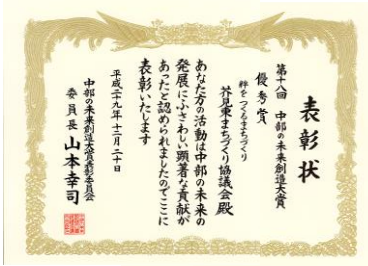 表彰状
第十八回　中部の未来創造大賞
優秀賞
絆をつくるまちづくり
芥見東まちづくり協議会殿
あなた方の活動は中部の未来の
発展にふさわしい顕著な貢献が
あったと認められましたのでここに
表彰いたします
平成二十九年十二月二十日
中部の未来創造大賞表彰委員会
委員長　山本幸司